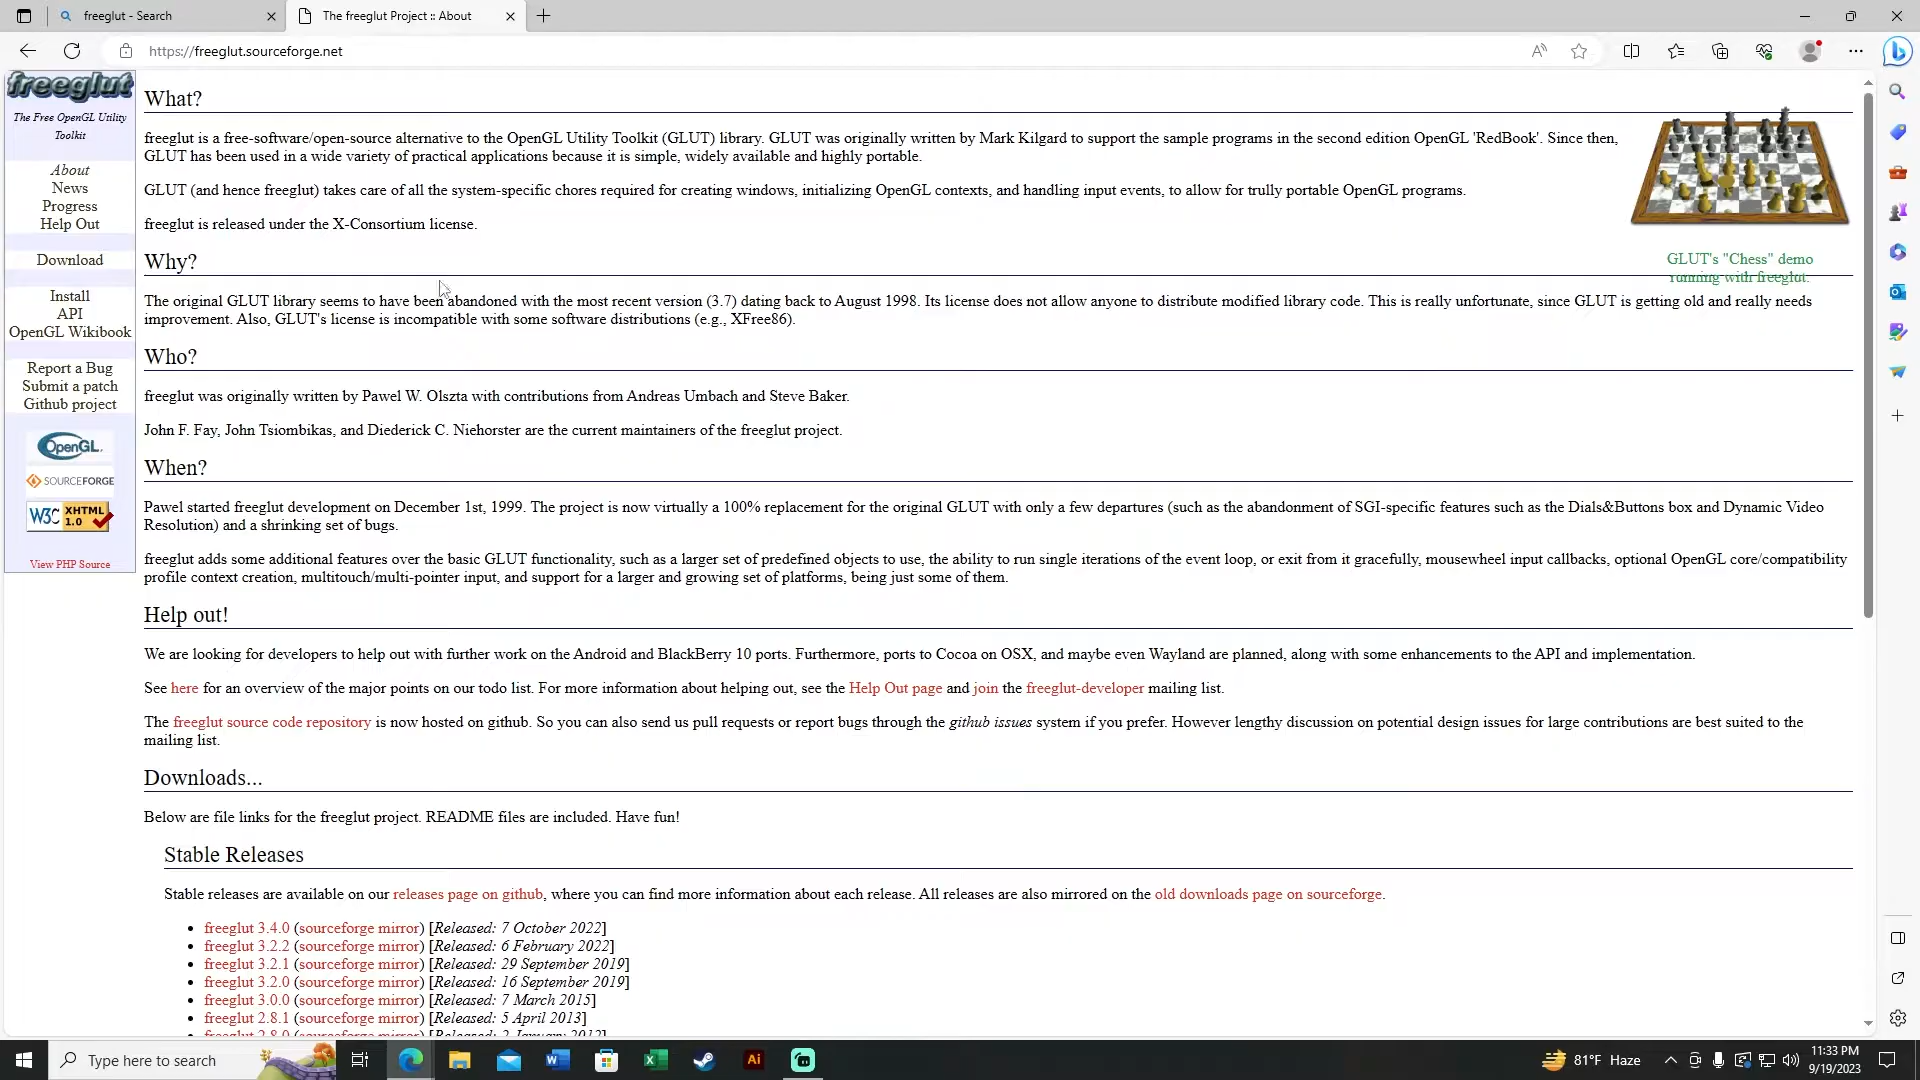 freeglut - Search
The freeglut Project :: About
https://freeglut.sourceforge.net
freeglut
The Free OpenGL Utility
Toolkit
About
News
Progress
Help Out
Download
Install
API
OpenGL Wikibook
Report a Bug
Submit a patch
Github project
OpenGL
SOURCEFORGE
W3C XHTML 1.0
View PHP Source
What?
freeglut is a free-software/open-source alternative to the OpenGL Utility Toolkit (GLUT) library. GLUT was originally written by Mark Kilgard to support the sample programs in the second edition OpenGL 'RedBook'. Since then,
GLUT has been used in a wide variety of practical applications because it is simple, widely available and highly portable.
GLUT (and hence freeglut) takes care of all the system-specific chores required for creating windows, initializing OpenGL contexts, and handling input events, to allow for trully portable OpenGL programs.
freeglut is released under the X-Consortium license.
GLUT's "Chess" demo
running with freeglut.
Why?
The original GLUT library seems to have been abandoned with the most recent version (3.7) dating back to August 1998. Its license does not allow anyone to distribute modified library code. This is really unfortunate, since GLUT is getting old and really needs
improvement. Also, GLUT's license is incompatible with some software distributions (e.g., XFree86).
Who?
freeglut was originally written by Pawel W. Olszta with contributions from Andreas Umbach and Steve Baker.
John F. Fay, John Tsiombikas, and Diederick C. Niehorster are the current maintainers of the freeglut project.
When?
Pawel started freeglut development on December 1st, 1999. The project is now virtually a 100% replacement for the original GLUT with only a few departures (such as the abandonment of SGI-specific features such as the Dials&Buttons box and Dynamic Video
Resolution) and a shrinking set of bugs.
freeglut adds some additional features over the basic GLUT functionality, such as a larger set of predefined objects to use, the ability to run single iterations of the event loop, or exit from it gracefully, mousewheel input callbacks, optional OpenGL core/compatibility
profile context creation, multitouch/multi-pointer input, and support for a larger and growing set of platforms, being just some of them.
Help out!
We are looking for developers to help out with further work on the Android and BlackBerry 10 ports. Furthermore, ports to Cocoa on OSX, and maybe even Wayland are planned, along with some enhancements to the API and implementation.
See here for an overview of the major points on our todo list. For more information about helping out, see the Help Out page and join the freeglut-developer mailing list.
The freeglut source code repository is now hosted on github. So you can also send us pull requests or report bugs through the github issues system if you prefer. However lengthy discussion on potential design issues for large contributions are best suited to the
mailing list.
Downloads...
Below are file links for the freeglut project. README files are included. Have fun!
Stable Releases
Stable releases are available on our releases page on github, where you can find more information about each release. All releases are also mirrored on the old downloads page on sourceforge.
freeglut 3.4.0 (sourceforge mirror) [Released: 7 October 2022]
freeglut 3.2.2 (sourceforge mirror) [Released: 6 February 2022]
freeglut 3.2.1 (sourceforge mirror) [Released: 29 September 2019]
freeglut 3.2.0 (sourceforge mirror) [Released: 16 September 2019]
freeglut 3.0.0 (sourceforge mirror) [Released: 7 March 2015]
freeglut 2.8.1 (sourceforge mirror) [Released: 5 April 2013]
freeglut 2.8.0 (sourceforge mirror) [Released: 2 January 2012]
Type here to search
81°F Haze
11:33 PM
9/19/2023